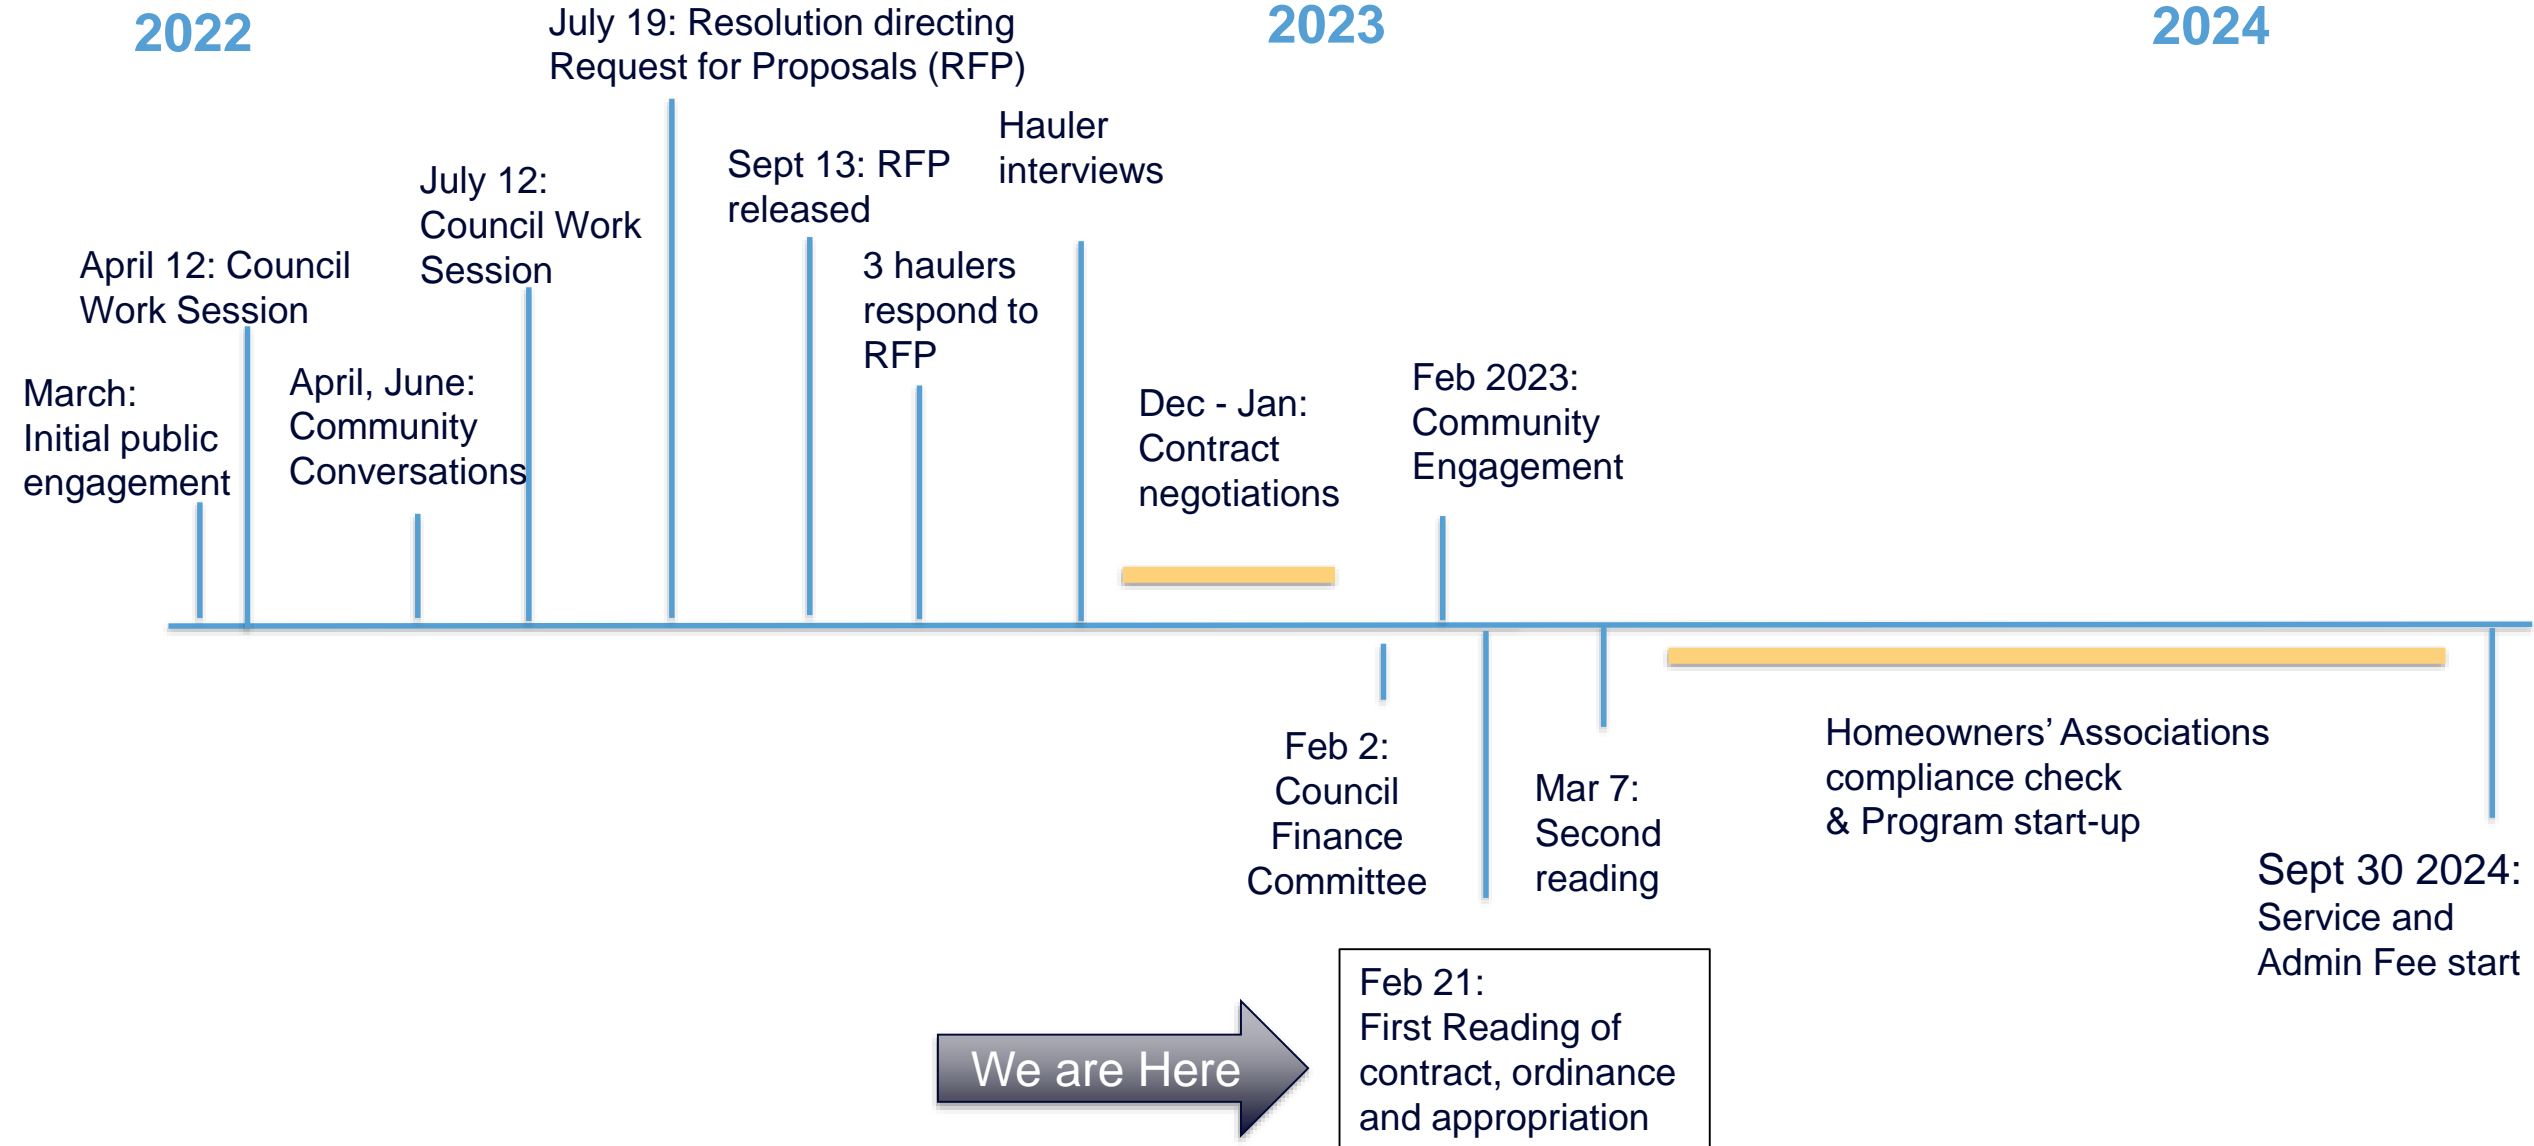 2022
July 19: Resolution directing
Request for Proposals (RFP)
2023
2024
March:
Initial public
engagement
April 12: Council
Work Session
April, June:
Community
Conversations
July 12:
Council Work
Session
Sept 13: RFP
released
3 haulers
respond to
RFP
Hauler
interviews
Dec - Jan:
Contract
negotiations
Feb 2023:
Community
Engagement
Feb 2:
Council
Finance
Committee
Mar 7:
Second
reading
Homeowners’ Associations
compliance check
& Program start-up
Sept 30 2024:
Service and
Admin Fee start
We are Here
Feb 21:
First Reading of
contract, ordinance
and appropriation